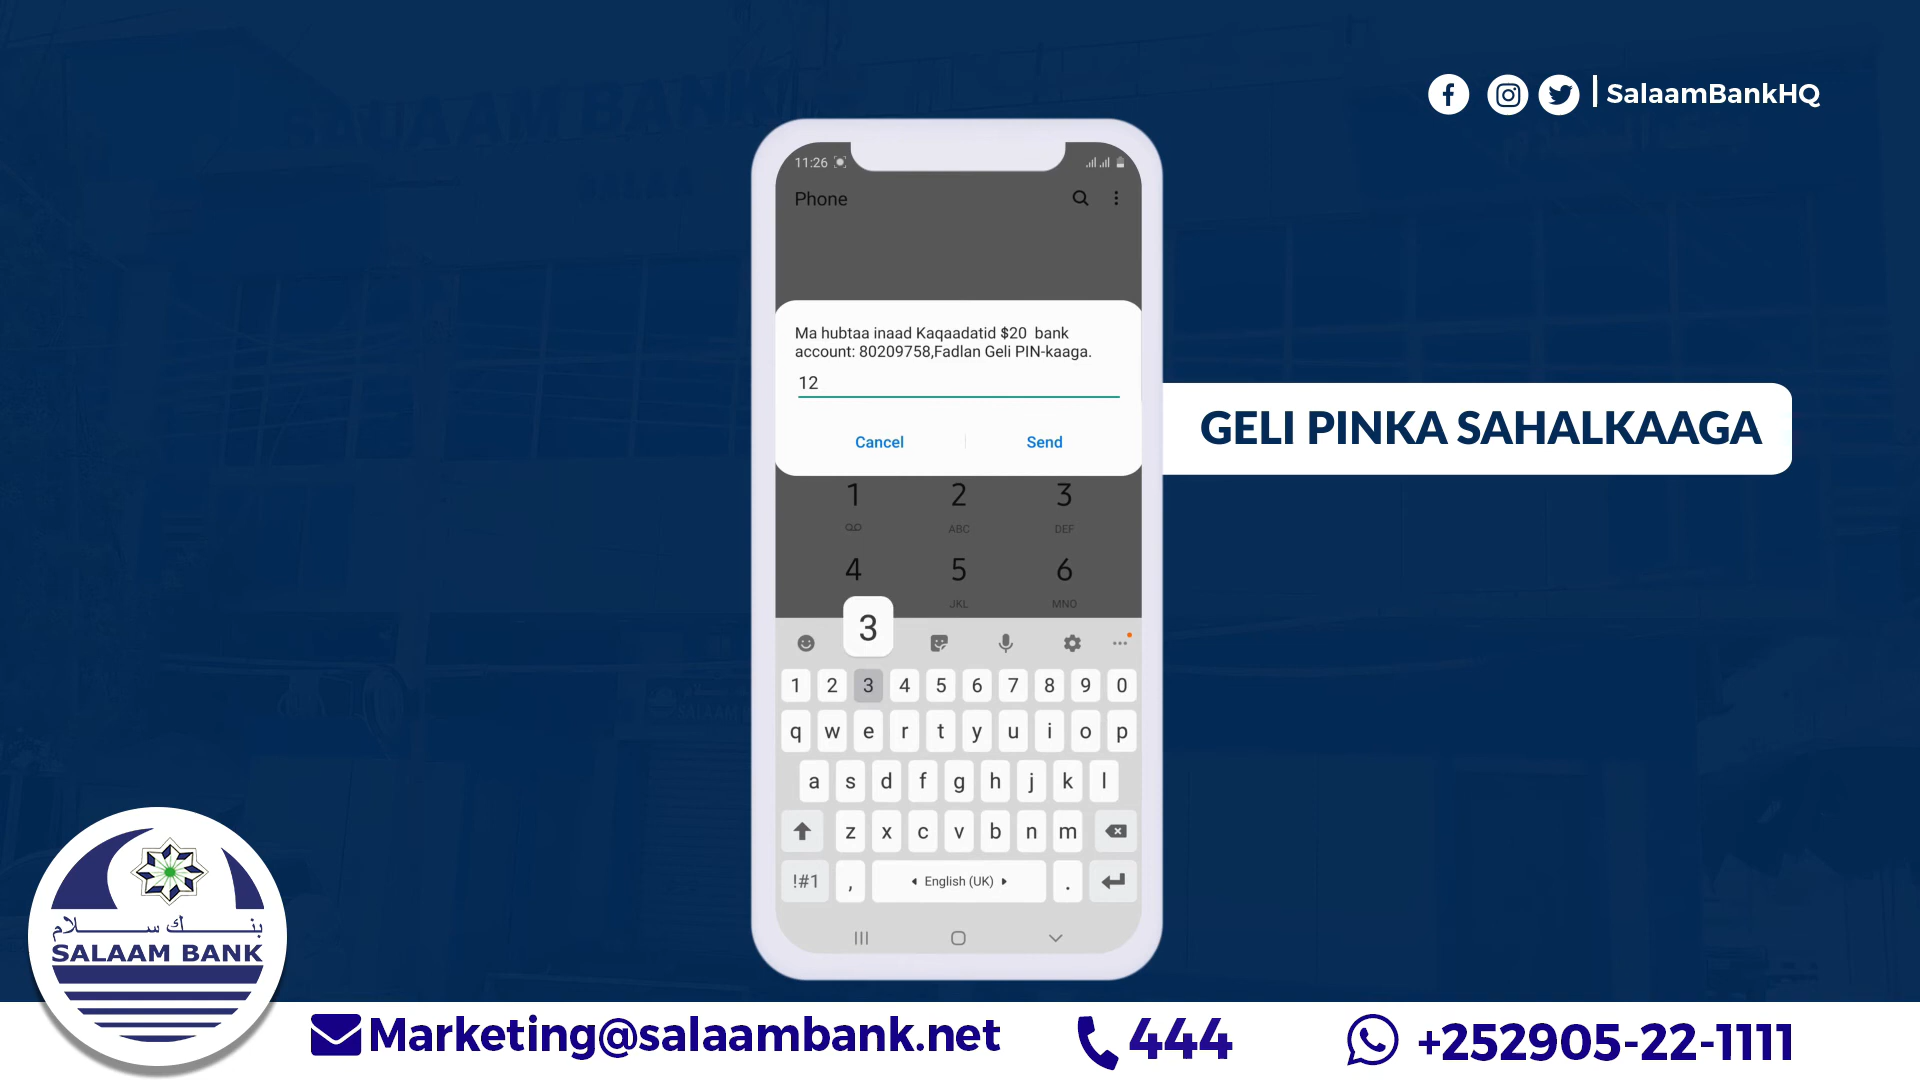 SalaamBankHQ
11:26
Phone
Ma hubtaa inaad Kaqaadatid $20  bank
account: 80209758,Fadlan Geli PIN-kaaga.
12
Cancel
Send
GELI PINKA SAHALKAAGA
1 2 3
ABC DEF
4 5 6
JKL MNO
3
1 2 3 4 5 6 7 8 9 0
q w e r t y u i o p
a s d f g h j k l
z x c v b n m
!#1 , English (UK) .
بنك سلام
SALAAM BANK
Marketing@salaambank.net
444
+252905-22-1111